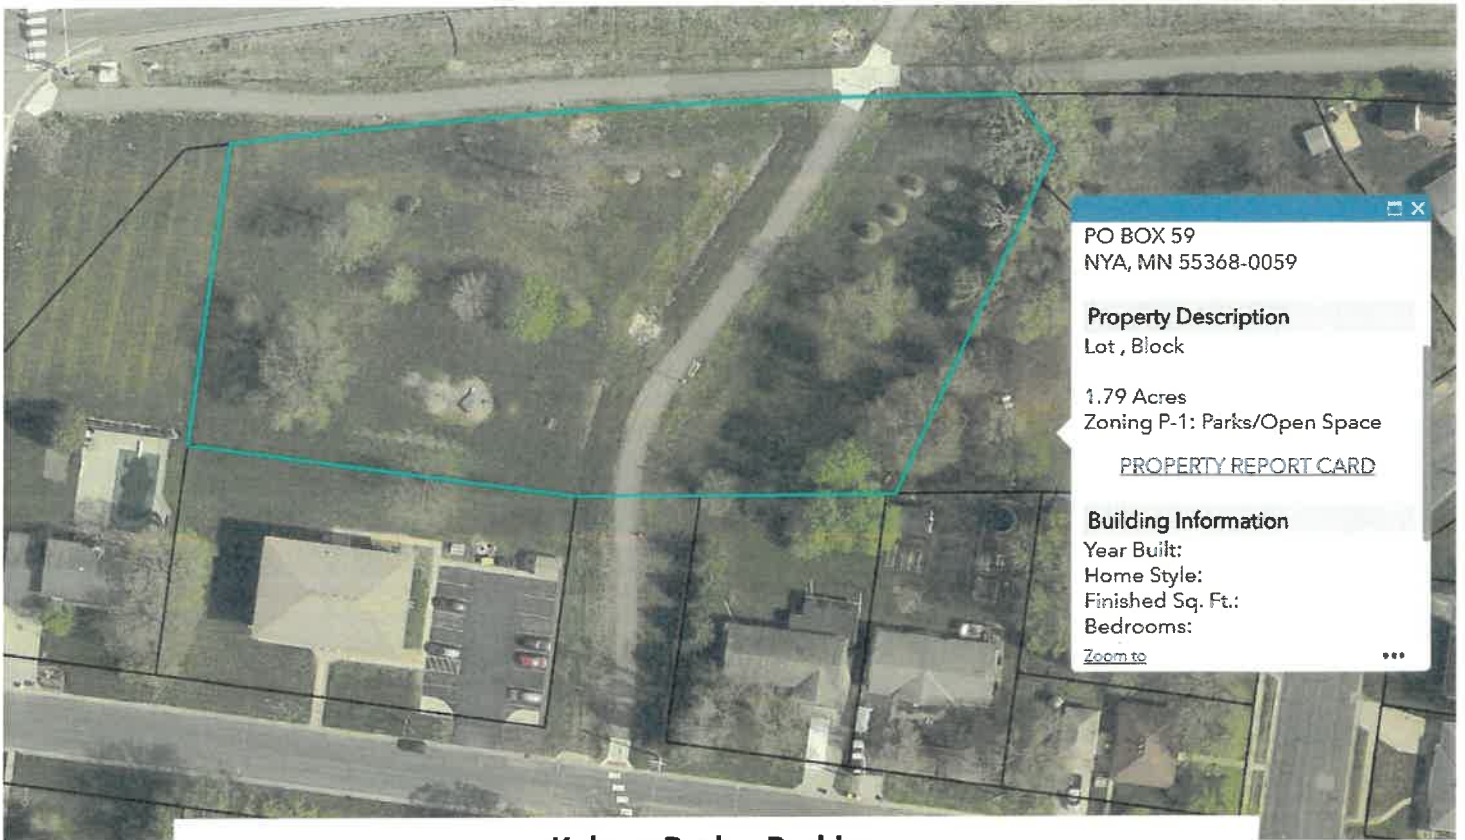 PO BOX 59
NYA, MN 55368-0059
Property Description
Lot , Block
1.79 Acres
Zoning P-1: Parks/Open Space
PROPERTY REPORT CARD
Building Information
Year Built:
Home Style:
Finished Sq. Ft.:
Bedrooms:
Zoom to